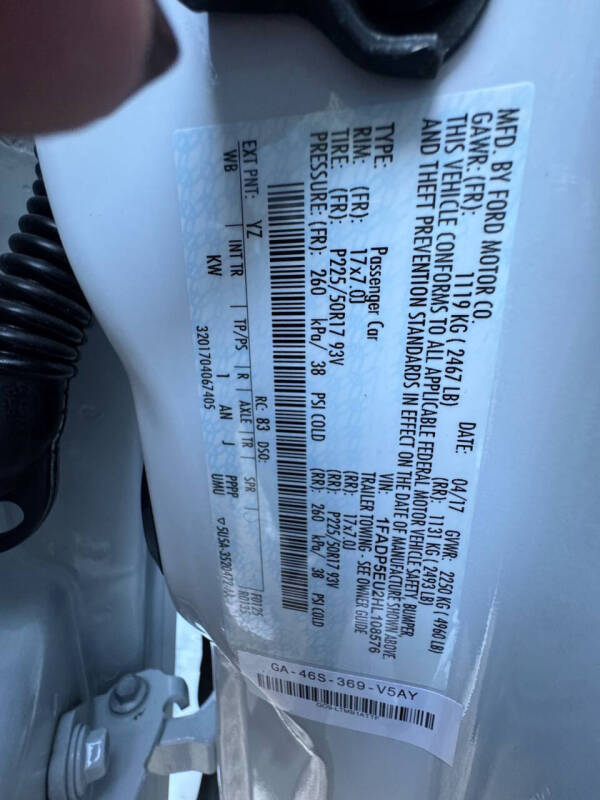 MFD. BY FORD MOTOR CO.
DATE: 04/17 GVWR: 2250 KG ( 4960 LB)
GAWR: (FR): 1119 KG ( 2467 LB) (RR): 1131 KG ( 2493 LB)
THIS VEHICLE CONFORMS TO ALL APPLICABLE FEDERAL MOTOR VEHICLE SAFETY, BUMPER,
AND THEFT PREVENTION STANDARDS IN EFFECT ON THE DATE OF MANUFACTURE SHOWN ABOVE
VIN: 1FADP5EU2HL108576
TYPE: Passenger Car TRAILER TOWING - SEE OWNER GUIDE
RIM: (FR): 17x7.0J (RR): 17x7.0J
TIRE: (FR): P225/50R17 93V (RR): P225/50R17 93V
PRESSURE: (FR): 260 kPa/ 38 PSI COLD (RR): 260 kPa/ 38 PSI COLD
EXT PNT: YZ RC: 83 DSO:
WB INT TR TP/PS R AXLE TR SPR
KW 1 AN J PPPP UMU
3201704067405
GA-46S-369-V5AY